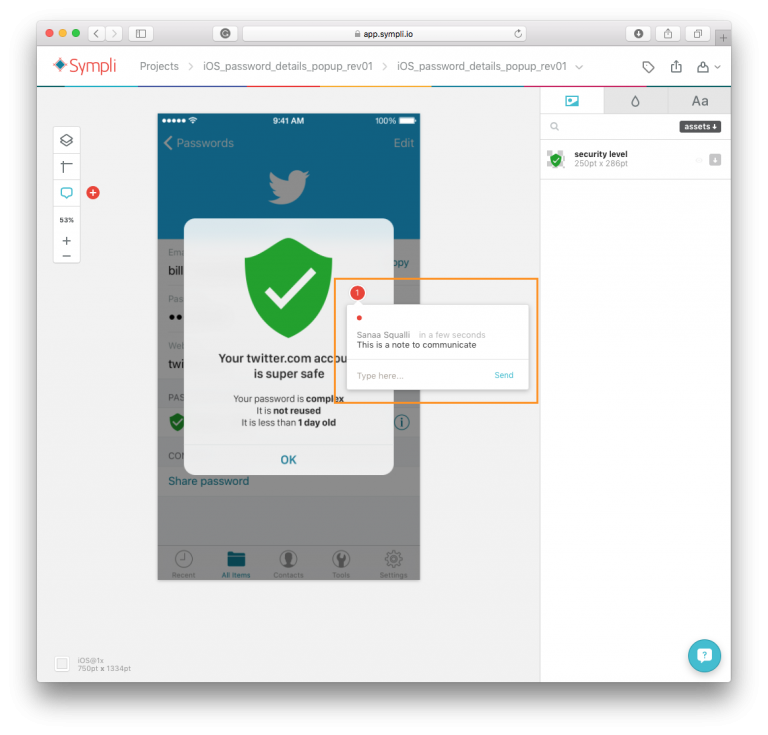 app.sympli.io
Sympli
Projects > iOS_password_details_popup_rev01 > iOS_password_details_popup_rev01
Aa
assets
security level
250pt x 286pt
53%
9:41 AM
100%
Passwords
Edit
bill
opy
Your twitter.com accou
is super safe
Your password is complex
It is not reused
It is less than 1 day old
OK
1
Sanaa Squalli in a few seconds
This is a note to communicate
Type here...
Send
Ema
Pas
Web
twi
PAS
CO
Share password
Recent
All Items
Contacts
Tools
Settings
iOS@1x
750pt x 1334pt